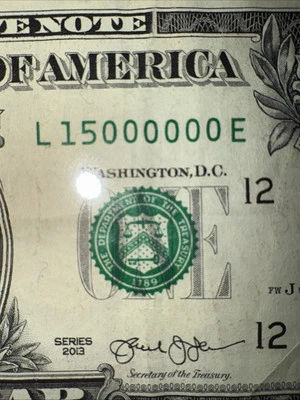 E NOTE
OF AMERICA
L 15000000 E
WASHINGTON, D.C.
12
ONE
THE DEPARTMENT OF THE TREASURY
1789
FW J
SERIES
2013
12
Secretary of the Treasury.